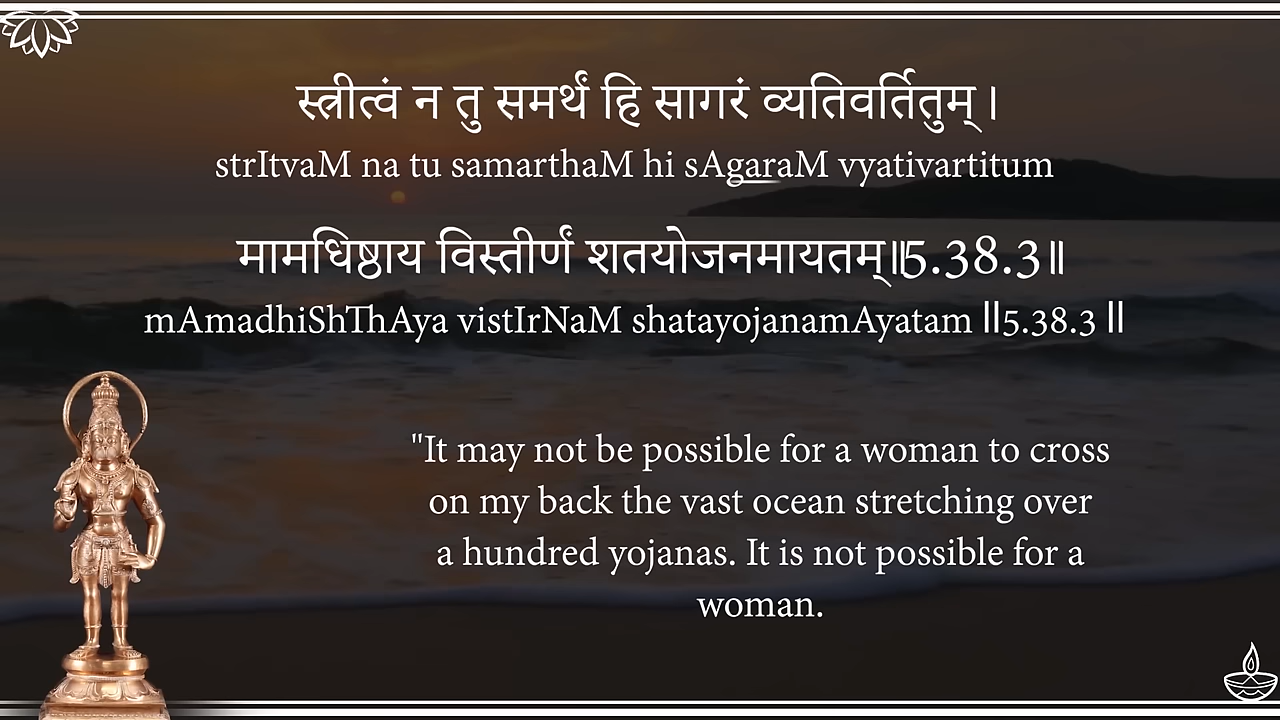 स्त्रीत्वं न तु समर्थं हि सागरं व्यतिवर्तितुम् ।
strItvaM na tu samarthaM hi sAgaraM vyativartitum
मामधिष्ठाय विस्तीर्णं शतयोजनमायतम्॥5.38.3॥
mAmadhiShThAya vistIrNaM shatayojanamAyatam ॥5.38.3 ॥
"It may not be possible for a woman to cross
on my back the vast ocean stretching over
a hundred yojanas. It is not possible for a
woman.